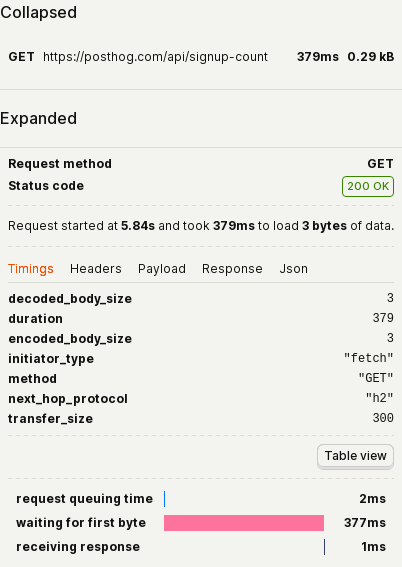 Collapsed
GET https://posthog.com/api/signup-count 379ms 0.29 kB
Expanded
Request method GET
Status code 200 OK
Request started at 5.84s and took 379ms to load 3 bytes of data.
Timings Headers Payload Response Json
decoded_body_size 3
duration 379
encoded_body_size 3
initiator_type "fetch"
method "GET"
next_hop_protocol "h2"
transfer_size 300
Table view
request queuing time 2ms
waiting for first byte 377ms
receiving response 1ms